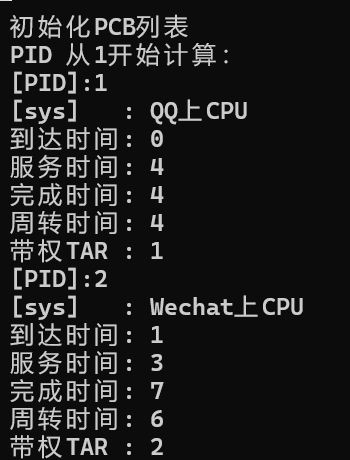 初始化PCB列表
PID 从1开始计算：
[PID]:1
[sys]   : QQ上CPU
到达时间: 0
服务时间: 4
完成时间: 4
周转时间: 4
带权TAR : 1
[PID]:2
[sys]   : Wechat上CPU
到达时间: 1
服务时间: 3
完成时间: 7
周转时间: 6
带权TAR : 2